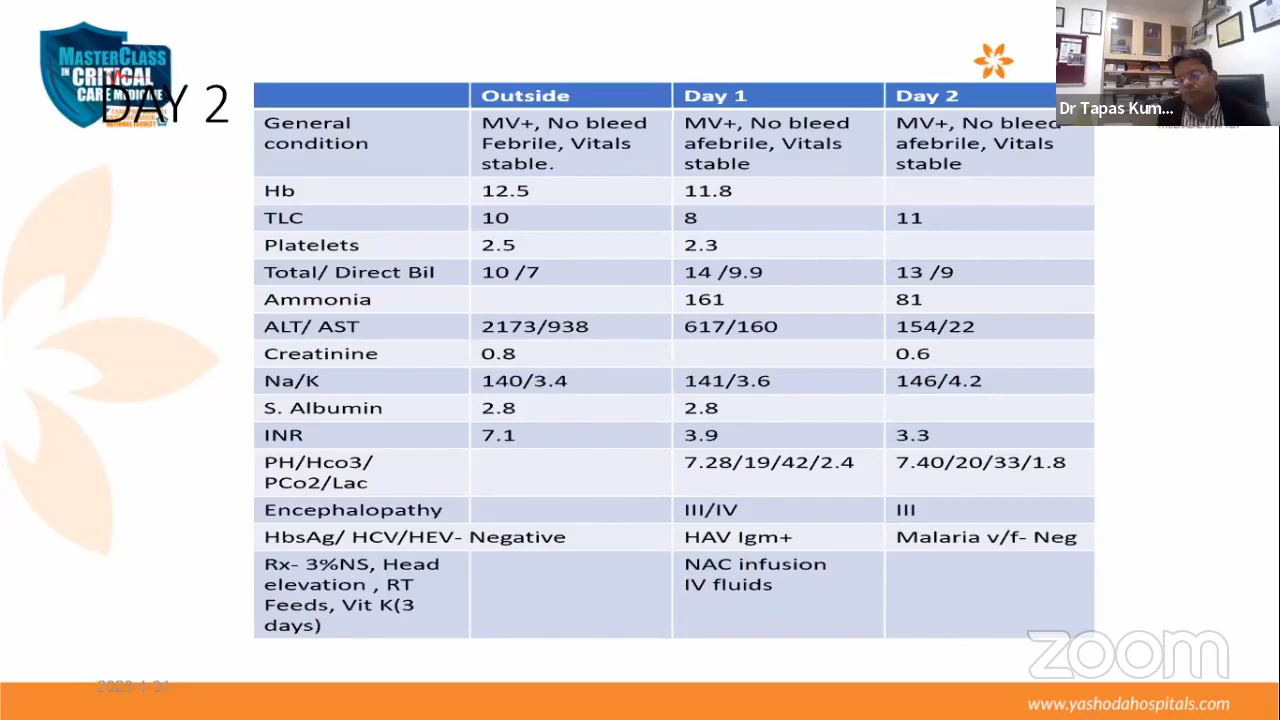 MASTERCLASS
IN CRITICAL
CARE MEDICINE
DAY 2
Dr Tapas Kum...
Outside Day 1 Day 2
General condition MV+, No bleed Febrile, Vitals stable. MV+, No bleed afebrile, Vitals stable MV+, No bleed afebrile, Vitals stable
Hb 12.5 11.8
TLC 10 8 11
Platelets 2.5 2.3
Total/ Direct Bil 10 /7 14 /9.9 13 /9
Ammonia 161 81
ALT/ AST 2173/938 617/160 154/22
Creatinine 0.8 0.6
Na/K 140/3.4 141/3.6 146/4.2
S. Albumin 2.8 2.8
INR 7.1 3.9 3.3
PH/Hco3/ PCo2/Lac 7.28/19/42/2.4 7.40/20/33/1.8
Encephalopathy III/IV III
HbsAg/ HCV/HEV- Negative HAV Igm+ Malaria v/f- Neg
Rx- 3%NS, Head elevation , RT Feeds, Vit K(3 days) NAC infusion IV fluids
zoom
www.yashodahospitals.com